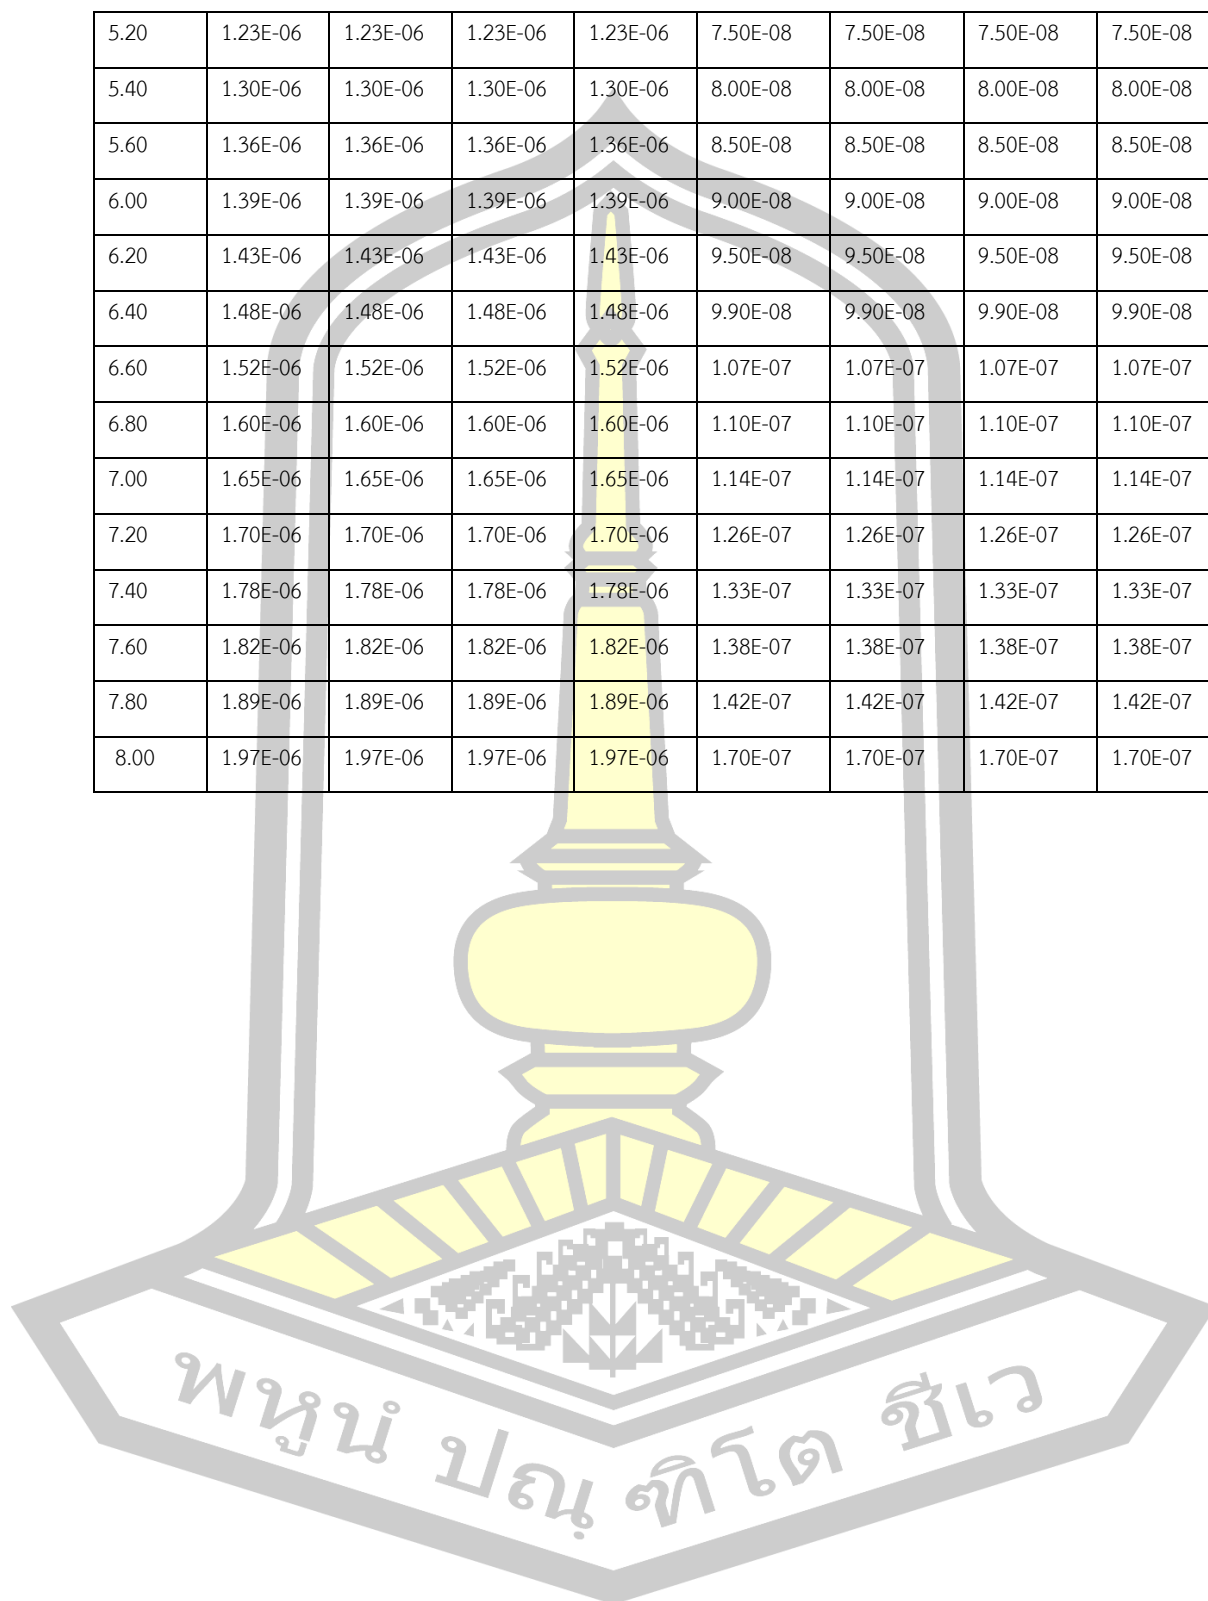 5.20 1.23E-06 1.23E-06 1.23E-06 1.23E-06 7.50E-08 7.50E-08 7.50E-08 7.50E-08
5.40 1.30E-06 1.30E-06 1.30E-06 1.30E-06 8.00E-08 8.00E-08 8.00E-08 8.00E-08
5.60 1.36E-06 1.36E-06 1.36E-06 1.36E-06 8.50E-08 8.50E-08 8.50E-08 8.50E-08
6.00 1.39E-06 1.39E-06 1.39E-06 1.39E-06 9.00E-08 9.00E-08 9.00E-08 9.00E-08
6.20 1.43E-06 1.43E-06 1.43E-06 1.43E-06 9.50E-08 9.50E-08 9.50E-08 9.50E-08
6.40 1.48E-06 1.48E-06 1.48E-06 1.48E-06 9.90E-08 9.90E-08 9.90E-08 9.90E-08
6.60 1.52E-06 1.52E-06 1.52E-06 1.52E-06 1.07E-07 1.07E-07 1.07E-07 1.07E-07
6.80 1.60E-06 1.60E-06 1.60E-06 1.60E-06 1.10E-07 1.10E-07 1.10E-07 1.10E-07
7.00 1.65E-06 1.65E-06 1.65E-06 1.65E-06 1.14E-07 1.14E-07 1.14E-07 1.14E-07
7.20 1.70E-06 1.70E-06 1.70E-06 1.70E-06 1.26E-07 1.26E-07 1.26E-07 1.26E-07
7.40 1.78E-06 1.78E-06 1.78E-06 1.78E-06 1.33E-07 1.33E-07 1.33E-07 1.33E-07
7.60 1.82E-06 1.82E-06 1.82E-06 1.82E-06 1.38E-07 1.38E-07 1.38E-07 1.38E-07
7.80 1.89E-06 1.89E-06 1.89E-06 1.89E-06 1.42E-07 1.42E-07 1.42E-07 1.42E-07
8.00 1.97E-06 1.97E-06 1.97E-06 1.97E-06 1.70E-07 1.70E-07 1.70E-07 1.70E-07
พหูนํ ปณฺฑิโต ชีเว